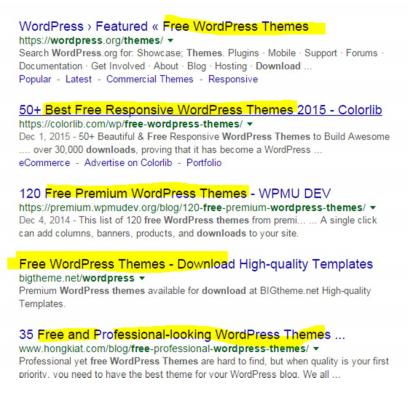 WordPress › Featured « Free WordPress Themes
https://wordpress.org/themes/
Search WordPress.org for: Showcase; Themes. Plugins · Mobile · Support · Forums ·
Documentation · Get Involved · About · Blog · Hosting · Download ...
Popular - Latest - Commercial Themes - Responsive
50+ Best Free Responsive WordPress Themes 2015 - Colorlib
https://colorlib.com/wp/free-wordpress-themes/
Dec 1, 2015 - 50+ Beautiful & Free Responsive WordPress Themes to Build Awesome
.... over 30,000 downloads, proving that it has become a WordPress ...
eCommerce - Advertise on Colorlib - Portfolio
120 Free Premium WordPress Themes - WPMU DEV
https://premium.wpmudev.org/blog/120-free-premium-wordpress-themes/
Dec 4, 2014 - This list of 120 free WordPress themes from premi... ... A single click
can add columns, banners, products, and downloads to your site.
Free WordPress Themes - Download High-quality Templates
bigtheme.net/wordpress
Premium WordPress themes available for download at BIGtheme.net High-quality
Templates.
35 Free and Professional-looking WordPress Themes ...
www.hongkiat.com/blog/free-professional-wordpress-themes/
Professional yet free WordPress Themes are hard to find, but when quality is your first
priority, you need to have the best theme for your WordPress blog. We all ...